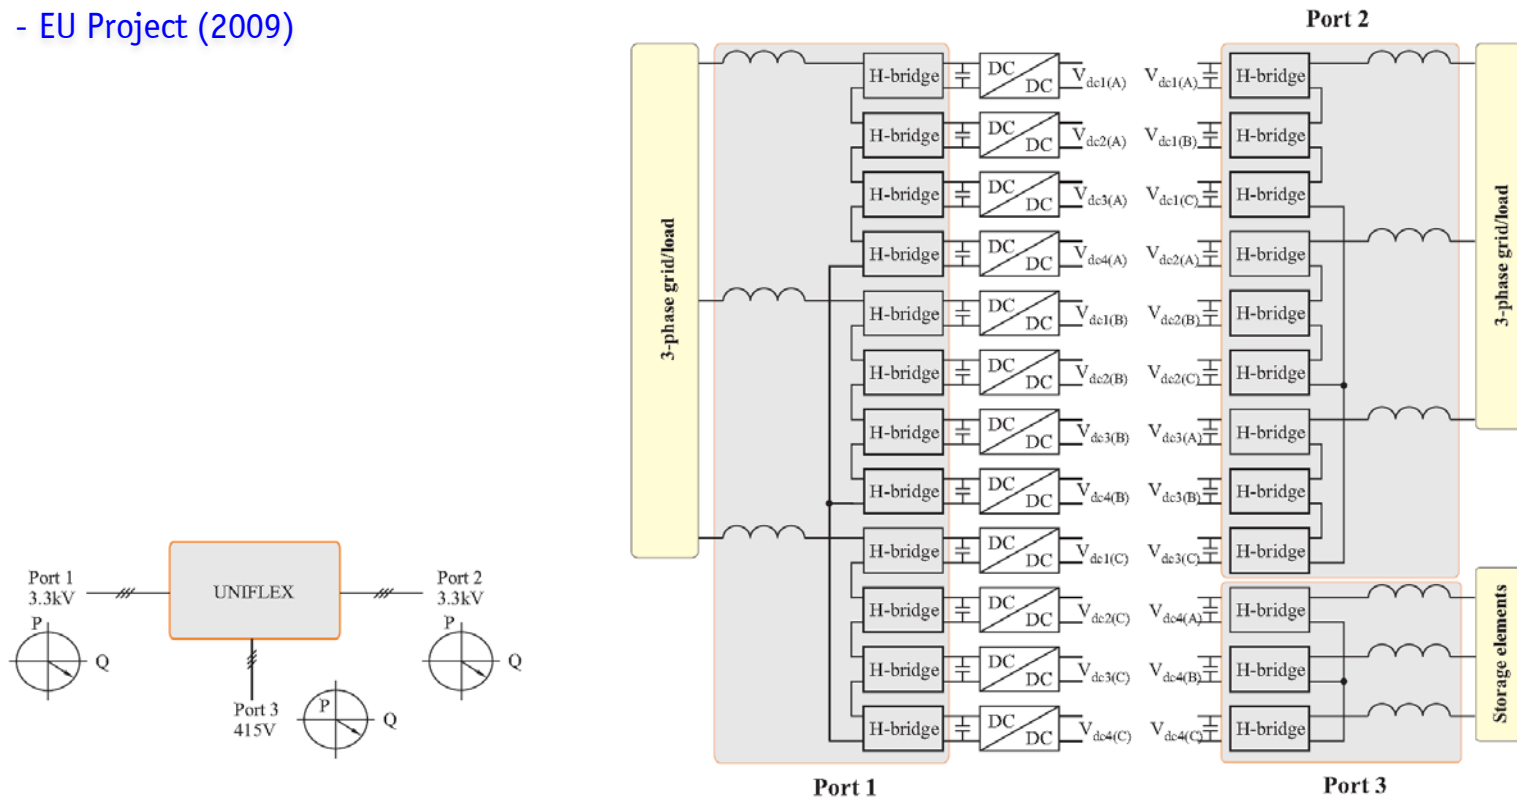 - EU Project (2009)
Port 2
3-phase grid/load
H-bridge
DC
DC
Vdc1(A)
H-bridge
DC
DC
Vdc2(A)
H-bridge
DC
DC
Vdc3(A)
H-bridge
DC
DC
Vdc4(A)
H-bridge
DC
DC
Vdc1(B)
H-bridge
DC
DC
Vdc2(B)
H-bridge
DC
DC
Vdc3(B)
H-bridge
DC
DC
Vdc4(B)
H-bridge
DC
DC
Vdc1(C)
H-bridge
DC
DC
Vdc2(C)
H-bridge
DC
DC
Vdc3(C)
H-bridge
DC
DC
Vdc4(C)
Port 1
Vdc1(A)
H-bridge
Vdc1(B)
H-bridge
Vdc1(C)
H-bridge
Vdc2(A)
H-bridge
Vdc2(B)
H-bridge
Vdc2(C)
H-bridge
Vdc3(A)
H-bridge
Vdc3(B)
H-bridge
Vdc3(C)
H-bridge
3-phase grid/load
Vdc4(A)
H-bridge
Vdc4(B)
H-bridge
Vdc4(C)
H-bridge
Storage elements
Port 3
Port 1
3.3kV
P
Q
UNIFLEX
Port 2
3.3kV
P
Q
Port 3
415V
P
Q